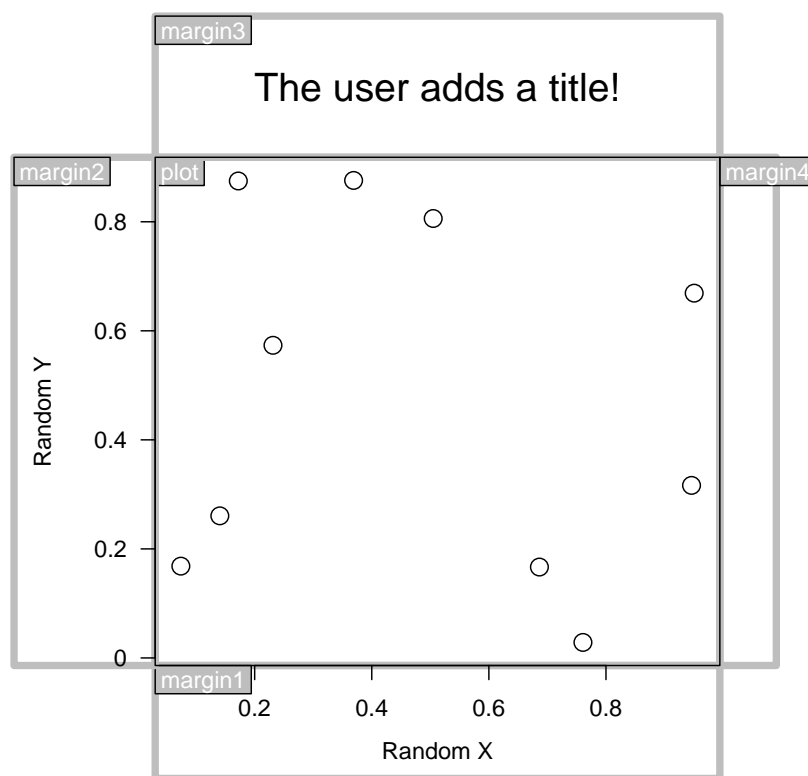 margin3
The user adds a title!
margin2
plot
margin4
0.8
0.6
0.4
0.2
0
Random Y
margin1
0.2 0.4 0.6 0.8
Random X